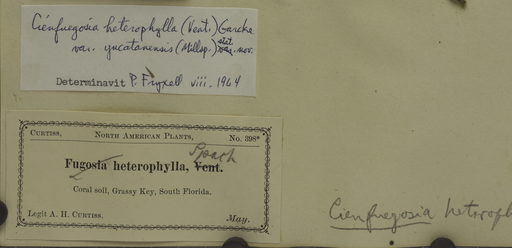 Cienfuegosia heterophylla (Vent.) Garcke
var. yucatanensis (Millsp.) stat. nov.
Determinavit P. Fryxell viii. 1964
CURTISS, NORTH AMERICAN PLANTS, No. 398*
Spach
Fugosia heterophylla, Vent.
Coral soil, Grassy Key, South Florida.
Legit A. H. CURTISS. May.
Cienfuegosia heteroph